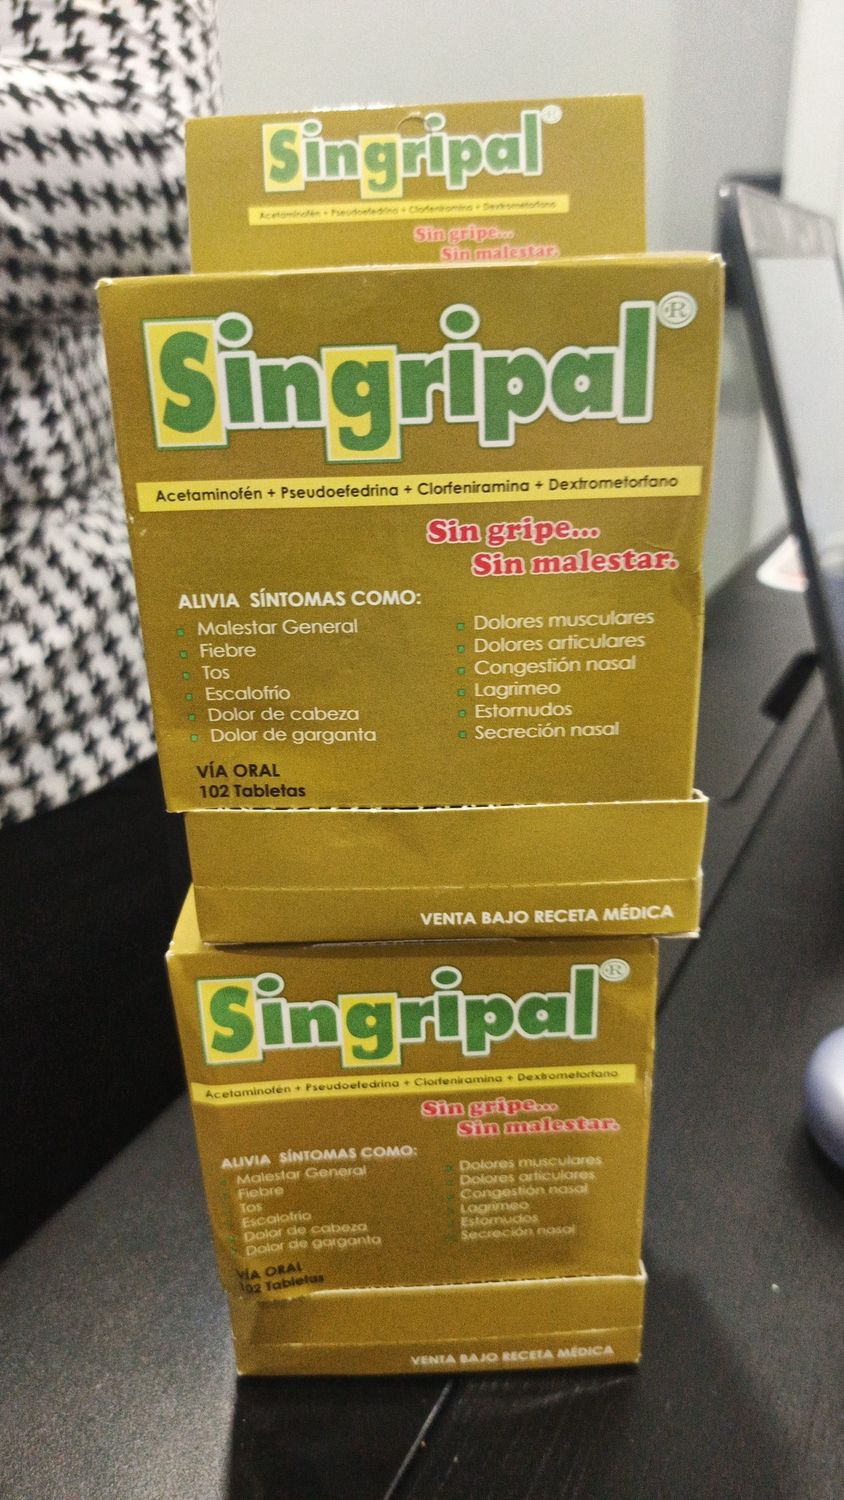 Singripal®
Acetaminofén + Pseudoefedrina + Clorfeniramina + Dextrometorfano
Sin gripe...
Sin malestar.
Singripal®
Acetaminofén + Pseudoefedrina + Clorfeniramina + Dextrometorfano
Sin gripe...
Sin malestar.
ALIVIA SÍNTOMAS COMO:
Malestar General
Fiebre
Tos
Escalofrío
Dolor de cabeza
Dolor de garganta
Dolores musculares
Dolores articulares
Congestión nasal
Lagrimeo
Estornudos
Secreción nasal
VÍA ORAL
102 Tabletas
VENTA BAJO RECETA MÉDICA
Singripal®
Acetaminofén + Pseudoefedrina + Clorfeniramina + Dextrometorfano
Sin gripe...
Sin malestar.
ALIVIA SÍNTOMAS COMO:
Malestar General
Fiebre
Tos
Escalofrío
Dolor de cabeza
Dolor de garganta
Dolores musculares
Dolores articulares
Congestión nasal
Lagrimeo
Estornudos
Secreción nasal
VÍA ORAL
102 Tabletas
VENTA BAJO RECETA MÉDICA